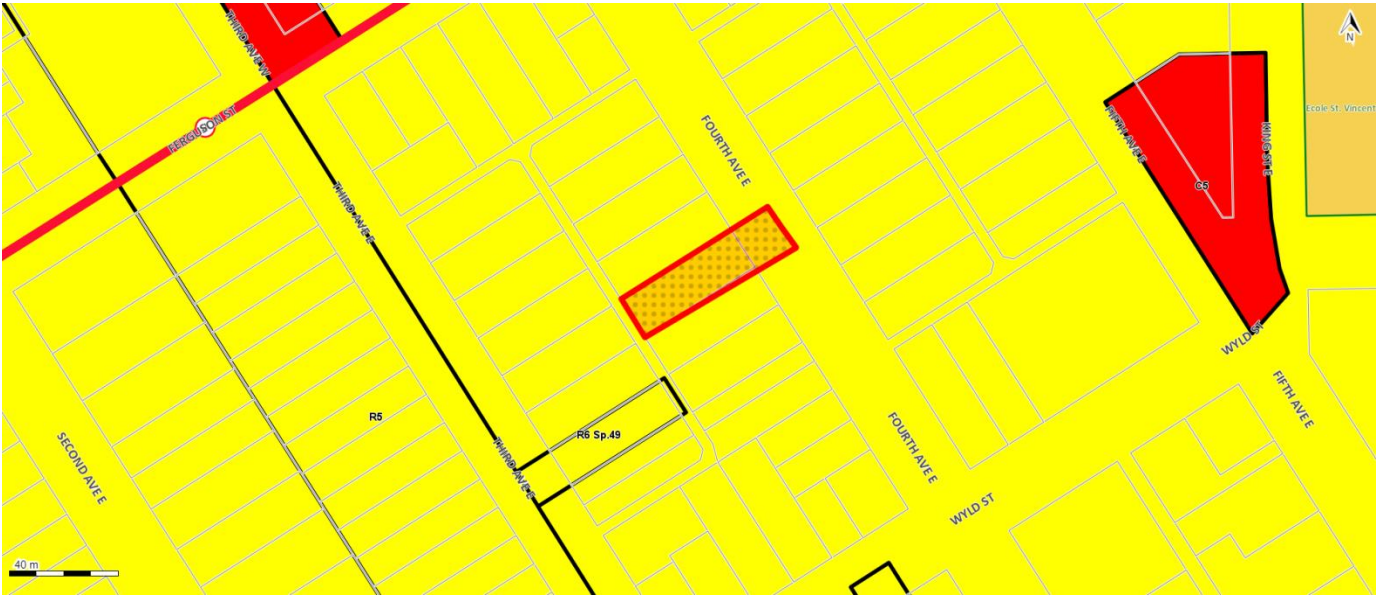 THIRD AVE W
N
FERGUSON ST
Ecole St. Vincent
FIFTH AVE E
KING ST E
FOURTH AVE E
C5
THIRD AVE E
WYLD ST
FIFTH AVE E
R5
R6 Sp.49
SECOND AVE E
THIRD AVE E
FOURTH AVE E
WYLD ST
40 m